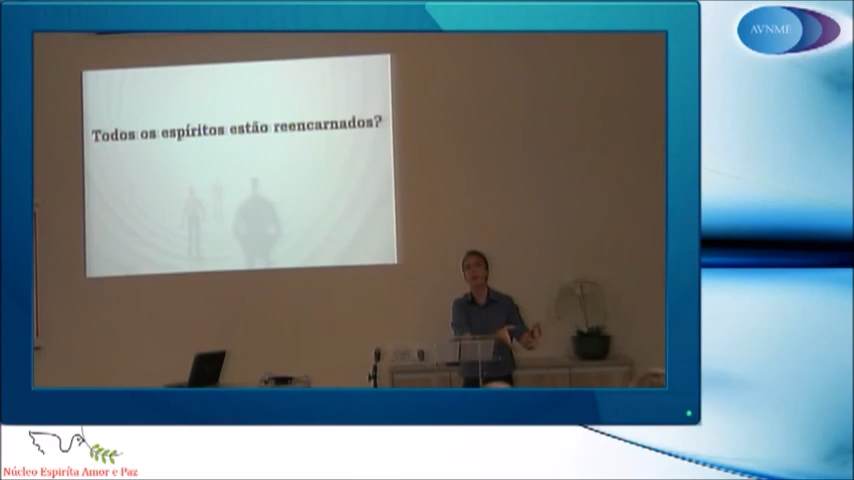 AVNME
Todos os espíritos estão reencarnados?
Núcleo Espírita Amor e Paz